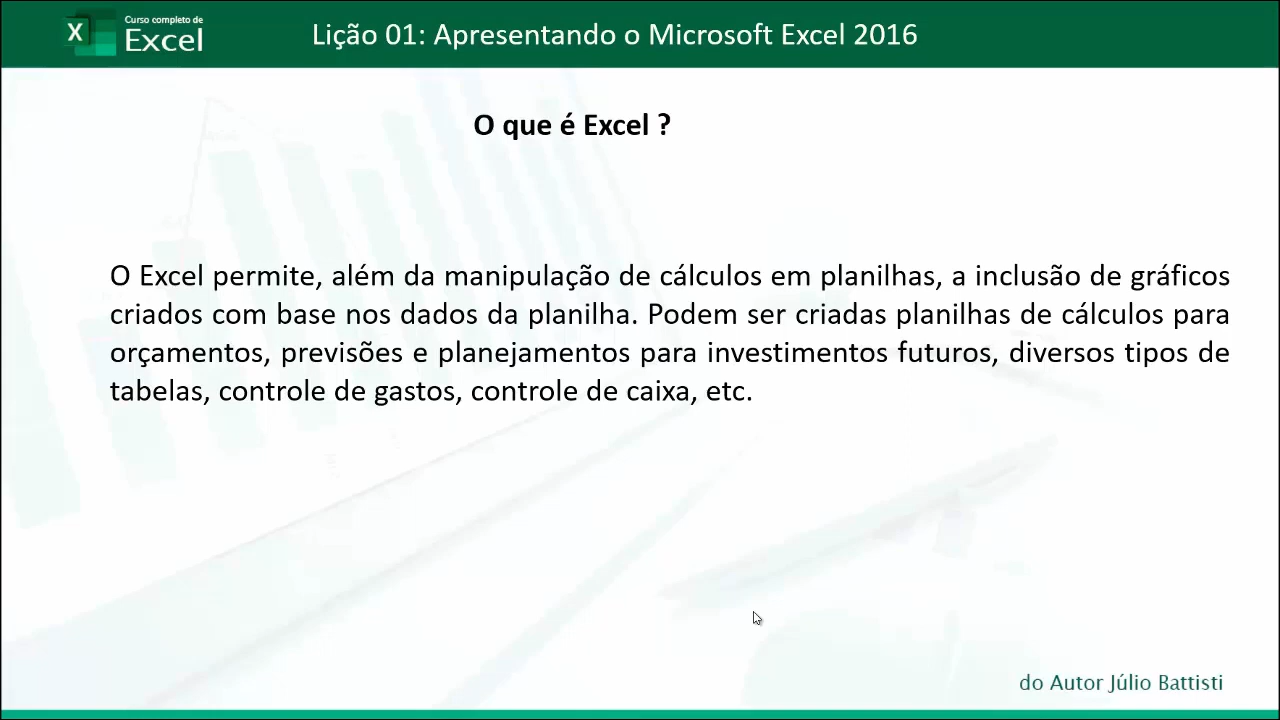 X
Curso completo de
Excel
Lição 01: Apresentando o Microsoft Excel 2016
O que é Excel ?
O Excel permite, além da manipulação de cálculos em planilhas, a inclusão de gráficos
criados com base nos dados da planilha. Podem ser criadas planilhas de cálculos para
orçamentos, previsões e planejamentos para investimentos futuros, diversos tipos de
tabelas, controle de gastos, controle de caixa, etc.
do Autor Júlio Battisti